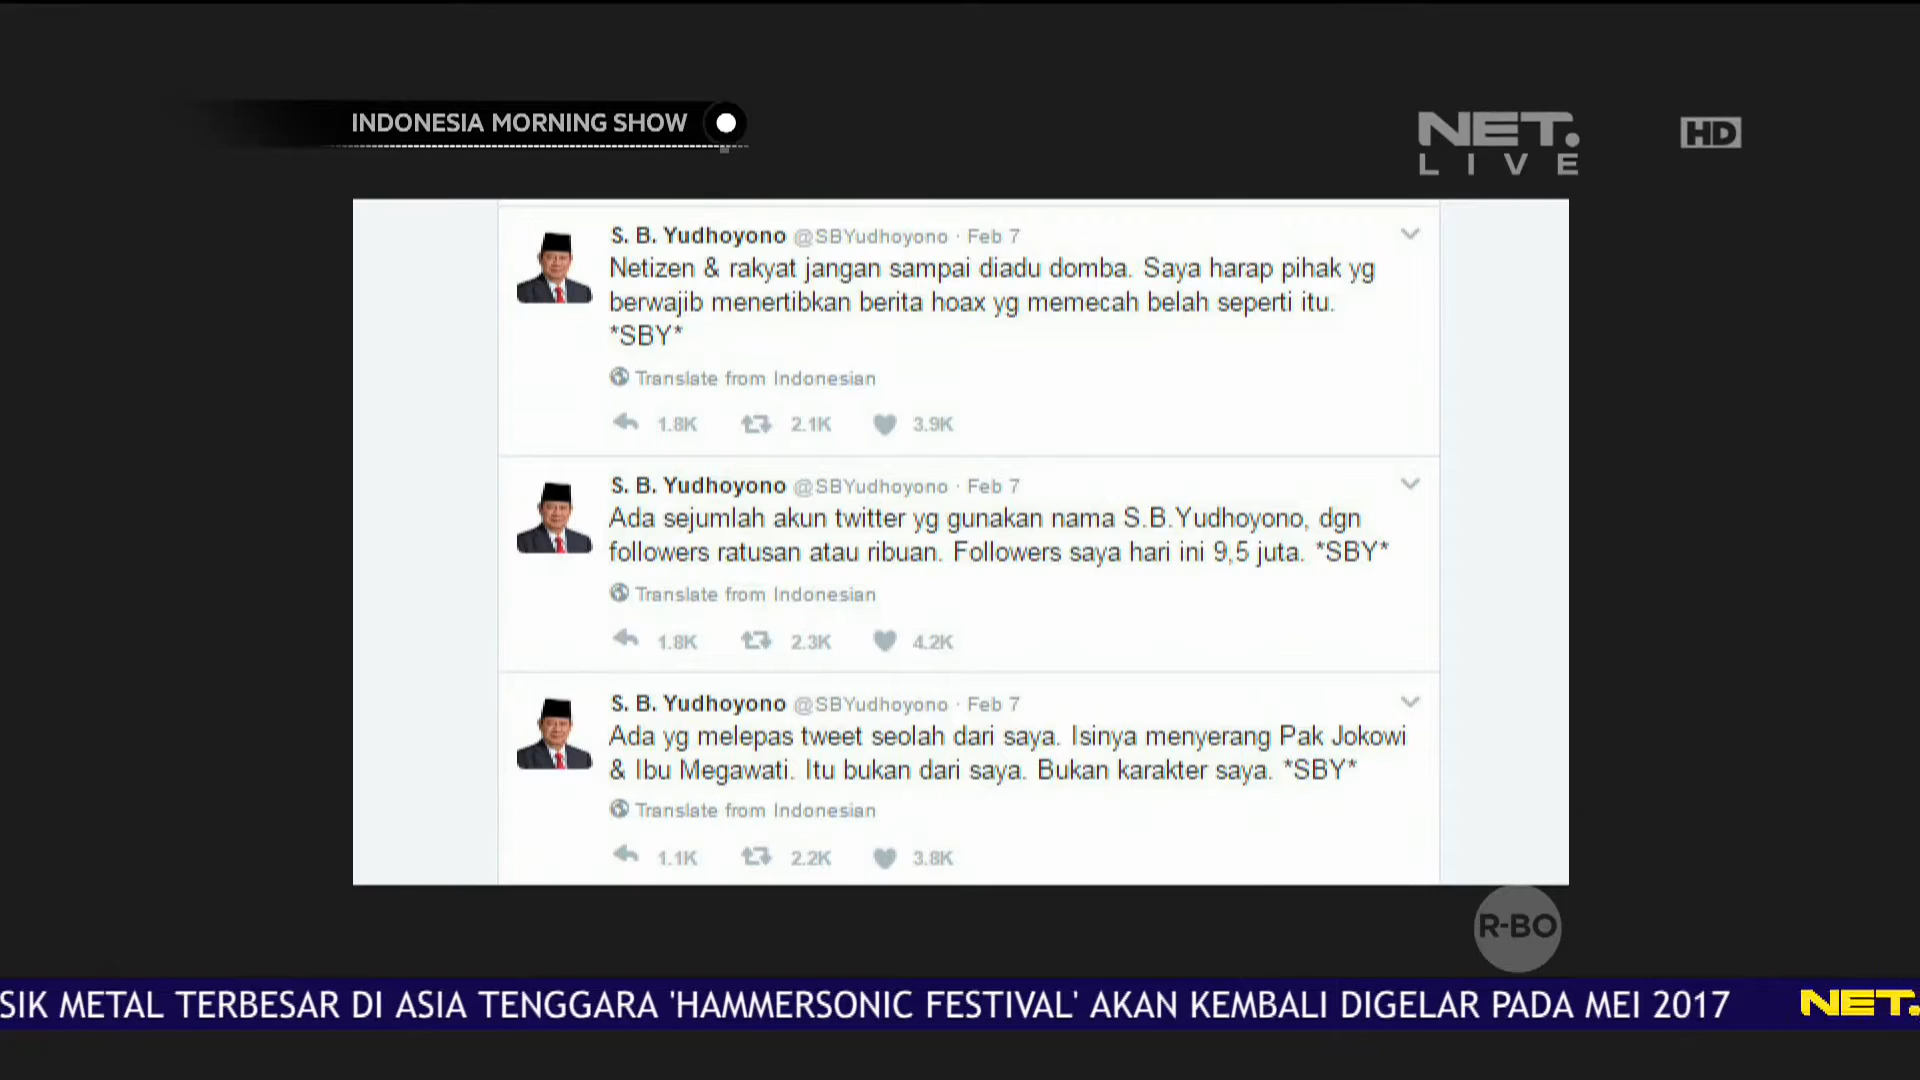 INDONESIA MORNING SHOW
NET.
LIVE
HD
S. B. Yudhoyono @SBYudhoyono · Feb 7
Netizen & rakyat jangan sampai diadu domba. Saya harap pihak yg
berwajib menertibkan berita hoax yg memecah belah seperti itu.
*SBY*
Translate from Indonesian
1.8K 2.1K 3.9K
S. B. Yudhoyono @SBYudhoyono · Feb 7
Ada sejumlah akun twitter yg gunakan nama S.B.Yudhoyono, dgn
followers ratusan atau ribuan. Followers saya hari ini 9,5 juta. *SBY*
Translate from Indonesian
1.8K 2.3K 4.2K
S. B. Yudhoyono @SBYudhoyono · Feb 7
Ada yg melepas tweet seolah dari saya. Isinya menyerang Pak Jokowi
& Ibu Megawati. Itu bukan dari saya. Bukan karakter saya. *SBY*
Translate from Indonesian
1.1K 2.2K 3.8K
R-BO
SIK METAL TERBESAR DI ASIA TENGGARA 'HAMMERSONIC FESTIVAL' AKAN KEMBALI DIGELAR PADA MEI 2017 NET.